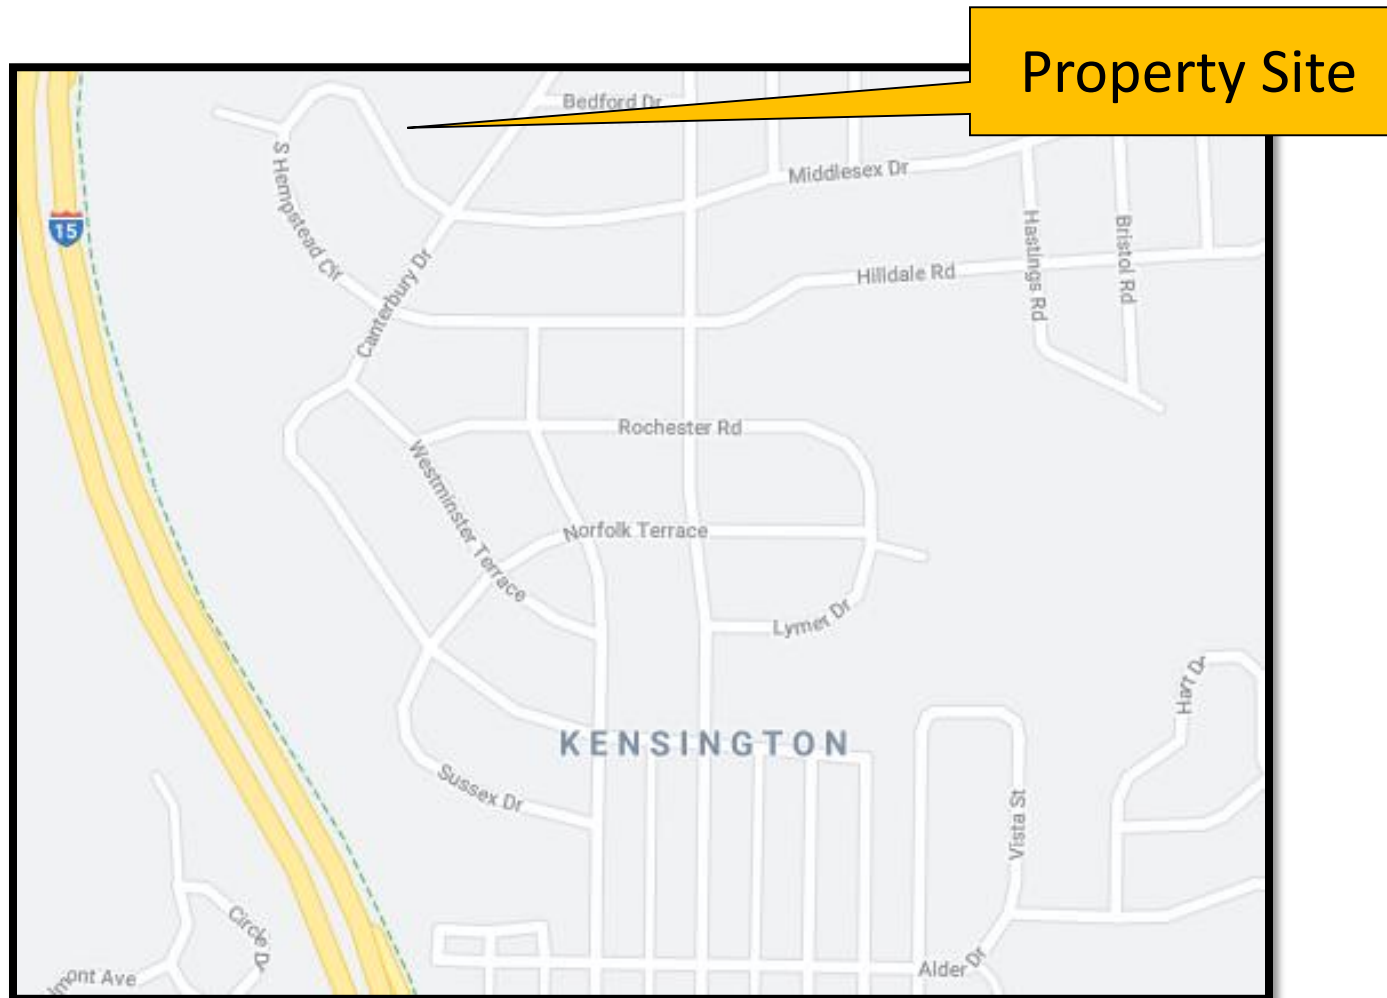 Property Site
Bedford Dr
Middlesex Dr
S Hempstead Cir
15
Hastings Rd
Bristol Rd
Canterbury Dr
Hilldale Rd
Rochester Rd
Westminster Terrace
Norfolk Terrace
Lymer Dr
Hart Dr
KENSINGTON
Sussex Dr
Vista St
Circle Dr
Alder Dr
mont Ave